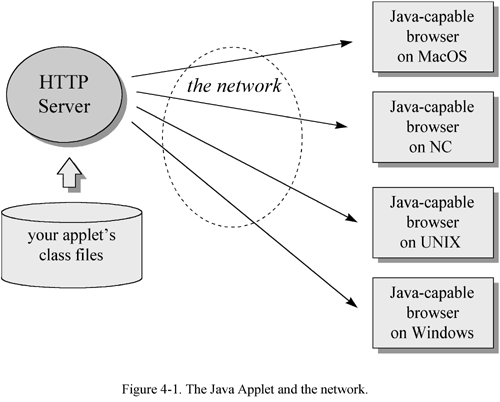 HTTP
Server
your applet's
class files
the network
Java-capable
browser
on MacOS
Java-capable
browser
on NC
Java-capable
browser
on UNIX
Java-capable
browser
on Windows
Figure 4-1. The Java Applet and the network.